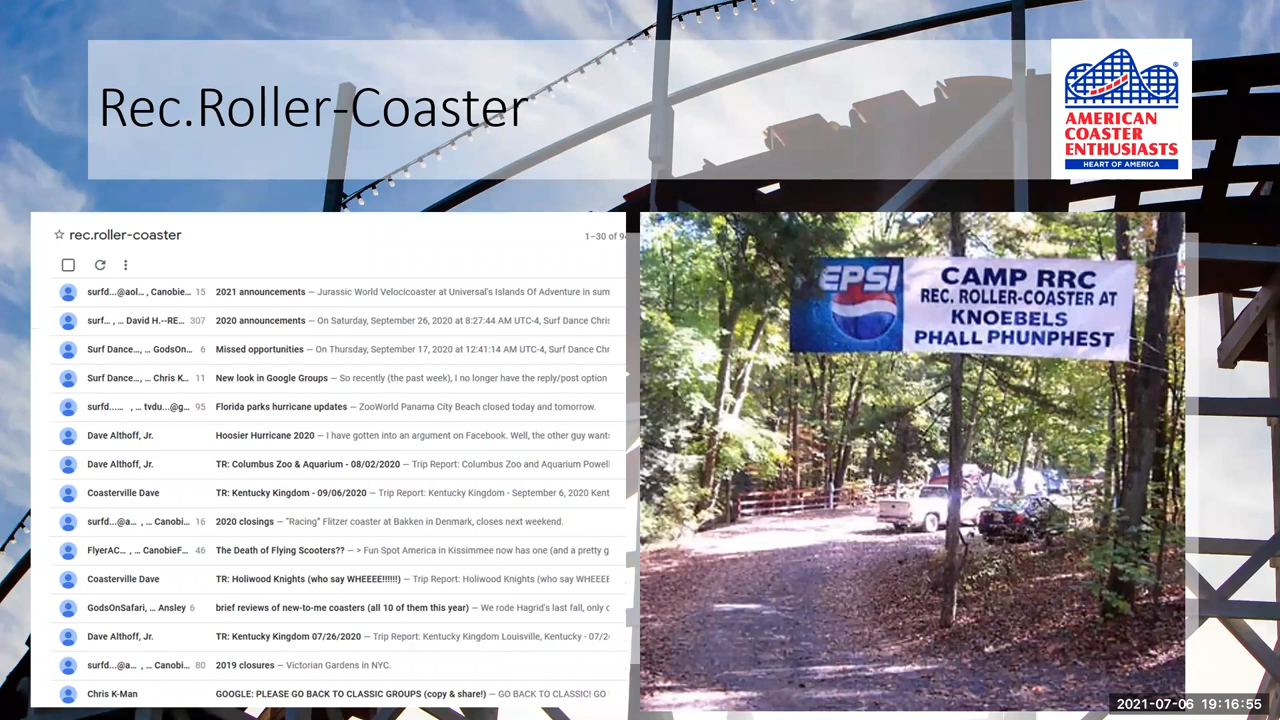 Rec.Roller-Coaster
AMERICAN
COASTER
ENTHUSIASTS
HEART OF AMERICA
rec.roller-coaster
1–30 of
surfd...@aol... , Canobie... 15 2021 announcements — Jurassic World Velocicoaster at Universal's Islands Of Adventure in sum
surf... , ... David H.--RE... 307 2020 announcements — On Saturday, September 26, 2020 at 8:27:44 AM UTC-4, Surf Dance Chris
Surf Dance..., ... GodsOn... 6 Missed opportunities — On Thursday, September 17, 2020 at 12:41:14 AM UTC-4, Surf Dance Chr
Surf Dance..., ... Chris K... 11 New look in Google Groups — So recently (the past week), I no longer have the reply/post option
surfd...... , ... tvdu...@g... 95 Florida parks hurricane updates — ZooWorld Panama City Beach closed today and tomorrow.
Dave Althoff, Jr. Hoosier Hurricane 2020 — I have gotten into an argument on Facebook. Well, the other guy want
Dave Althoff, Jr. TR: Columbus Zoo & Aquarium - 08/02/2020 — Trip Report: Columbus Zoo and Aquarium Powell
Coasterville Dave TR: Kentucky Kingdom - 09/06/2020 — Trip Report: Kentucky Kingdom - September 6, 2020 Kent
surfd...@a... , ... Canobi... 16 2020 closings — "Racing" Flitzer coaster at Bakken in Denmark, closes next weekend.
FlyerAC... , ... CanobieF... 46 The Death of Flying Scooters?? — > Fun Spot America in Kissimmee now has one (and a pretty g
Coasterville Dave TR: Holiwood Knights (who say WHEEEE!!!!!!) — Trip Report: Holiwood Knights (who say WHEEEE
GodsOnSafari, ... Ansley 6 brief reviews of new-to-me coasters (all 10 of them this year) — We rode Hagrid's last fall, only
Dave Althoff, Jr. TR: Kentucky Kingdom 07/26/2020 — Trip Report: Kentucky Kingdom Louisville, Kentucky - 07/2
surfd...@a... , ... Canobi... 80 2019 closures — Victorian Gardens in NYC.
Chris K-Man GOOGLE: PLEASE GO BACK TO CLASSIC GROUPS (copy & share!) — GO BACK TO CLASSIC! GO
EPSI
CAMP RRC
REC. ROLLER-COASTER AT
KNOEBELS
PHALL PHUNPHEST
2021-07-06 19:16:55